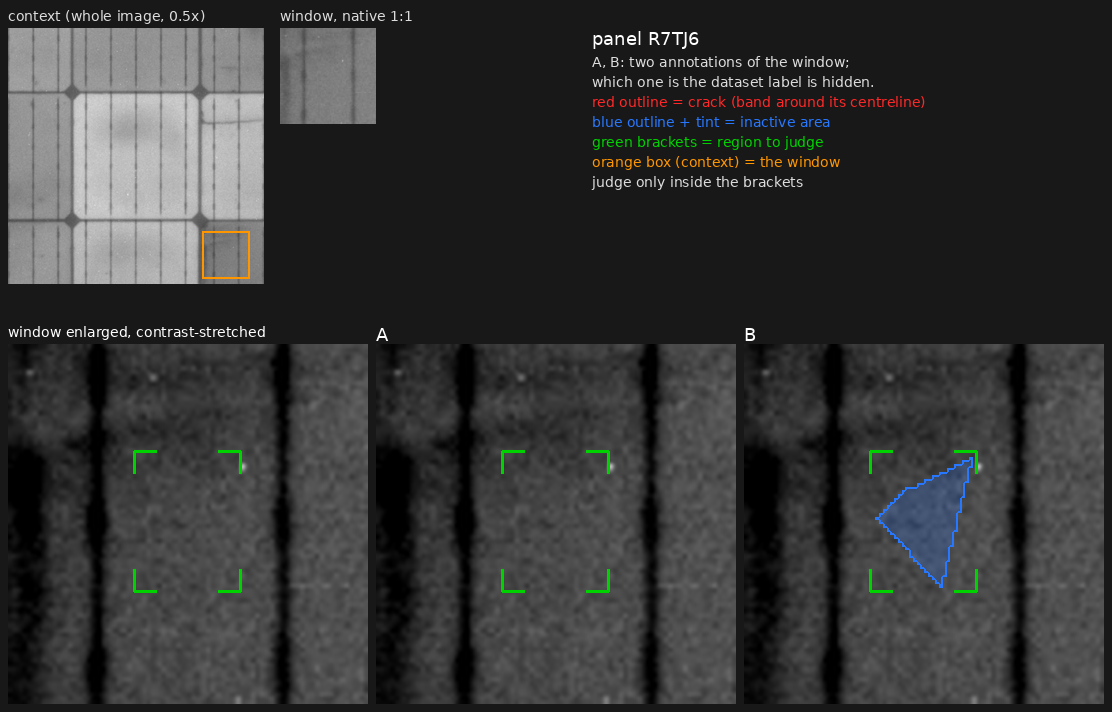 context (whole image, 0.5x)
window, native 1:1
panel R7TJ6
A, B: two annotations of the window;
which one is the dataset label is hidden.
red outline = crack (band around its centreline)
blue outline + tint = inactive area
green brackets = region to judge
orange box (context) = the window
judge only inside the brackets
window enlarged, contrast-stretched
A
B